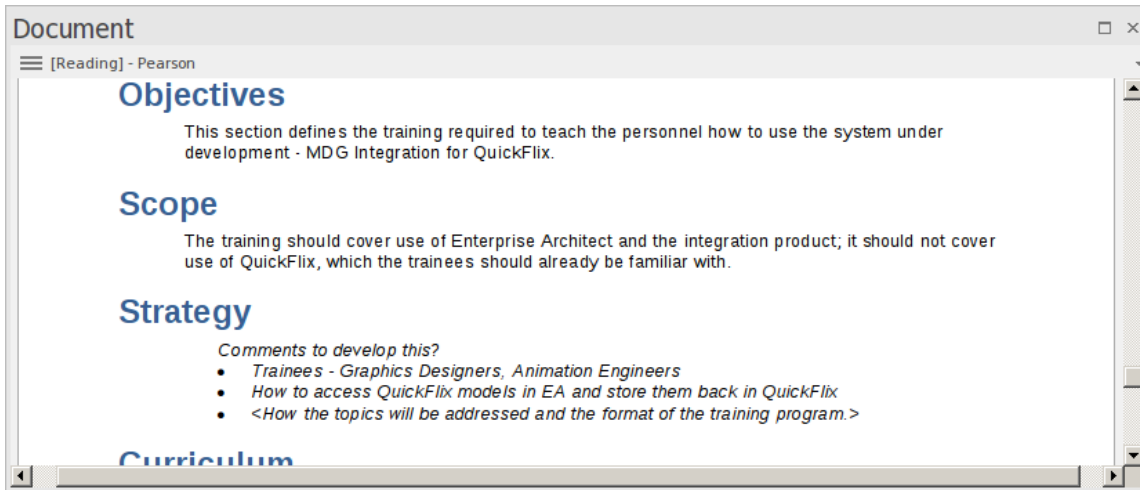 Document
[Reading] - Pearson
Objectives
This section defines the training required to teach the personnel how to use the system under
development - MDG Integration for QuickFlix.
Scope
The training should cover use of Enterprise Architect and the integration product; it should not cover
use of QuickFlix, which the trainees should already be familiar with.
Strategy
Comments to develop this?
• Trainees - Graphics Designers, Animation Engineers
• How to access QuickFlix models in EA and store them back in QuickFlix
• <How the topics will be addressed and the format of the training program.>
Curriculum